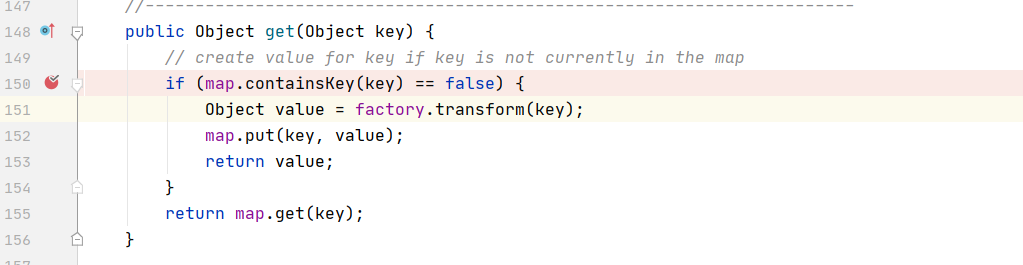 147 //-----------------------------------------------------------------------
148 public Object get(Object key) {
149 // create value for key if key is not currently in the map
150 if (map.containsKey(key) == false) {
151 Object value = factory.transform(key);
152 map.put(key, value);
153 return value;
154 }
155 return map.get(key);
156 }
157